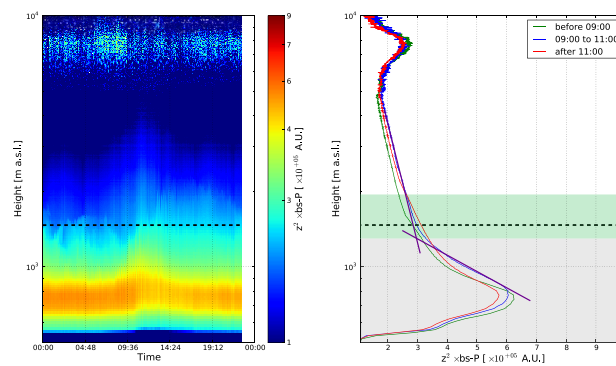 10⁴
10³
Height [m a.s.l.]
00:00 04:48 09:36 14:24 19:12 00:00
Time
9
7
6
4
3
1
z² ×bs-P [ ×10⁺⁰⁵ A.U.]
10⁴
10³
Height [m a.s.l.]
before 09:00
09:00 to 11:00
after 11:00
2 3 4 5 6 7 8 9
z² ×bs-P [ ×10⁺⁰⁵ A.U.]